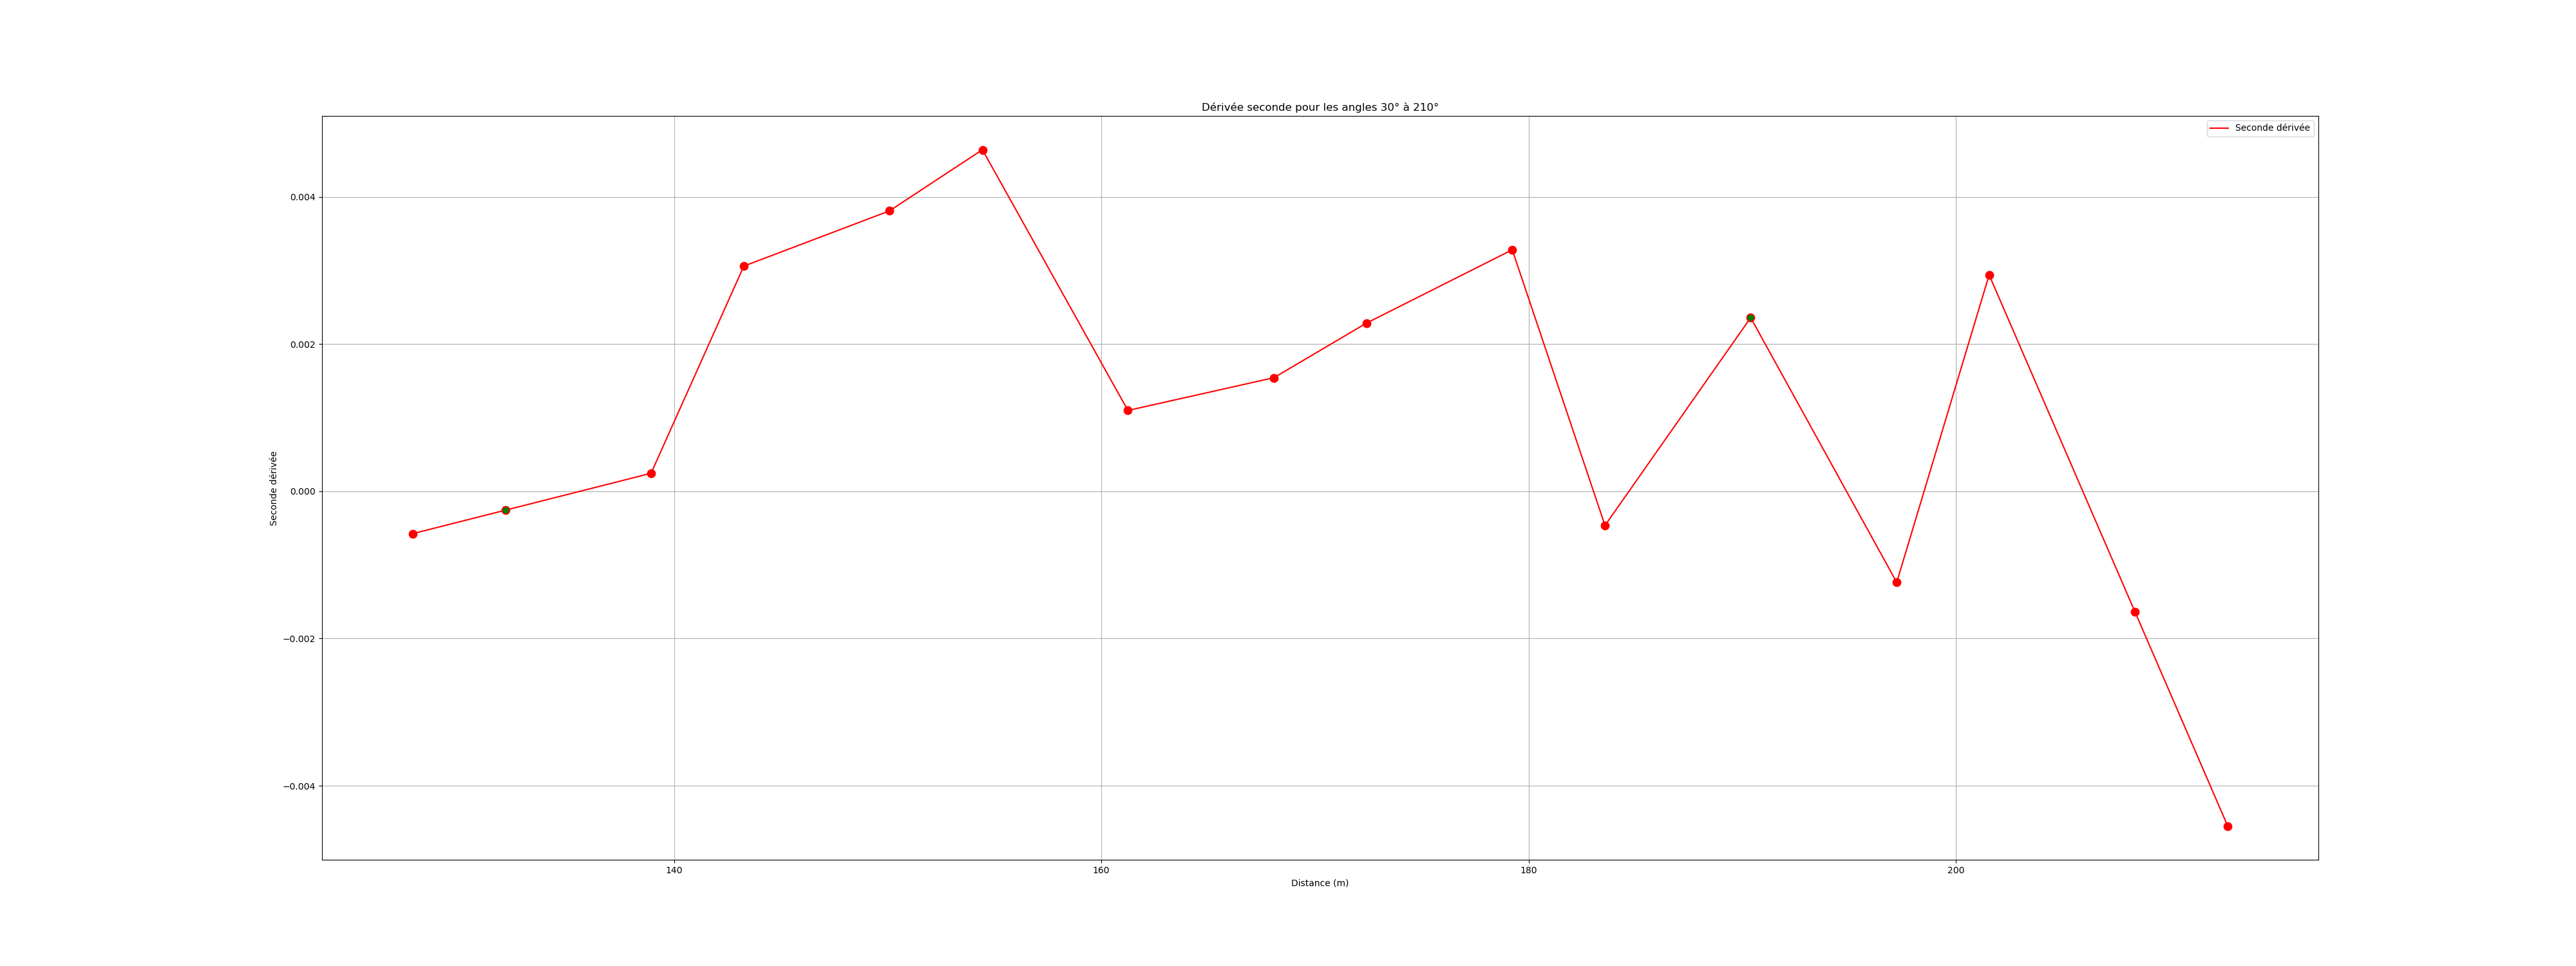 Dérivée seconde pour les angles 30° à 210°
Seconde dérivée
0.004
0.002
0.000
−0.002
−0.004
Seconde dérivée
140
160
180
200
Distance (m)